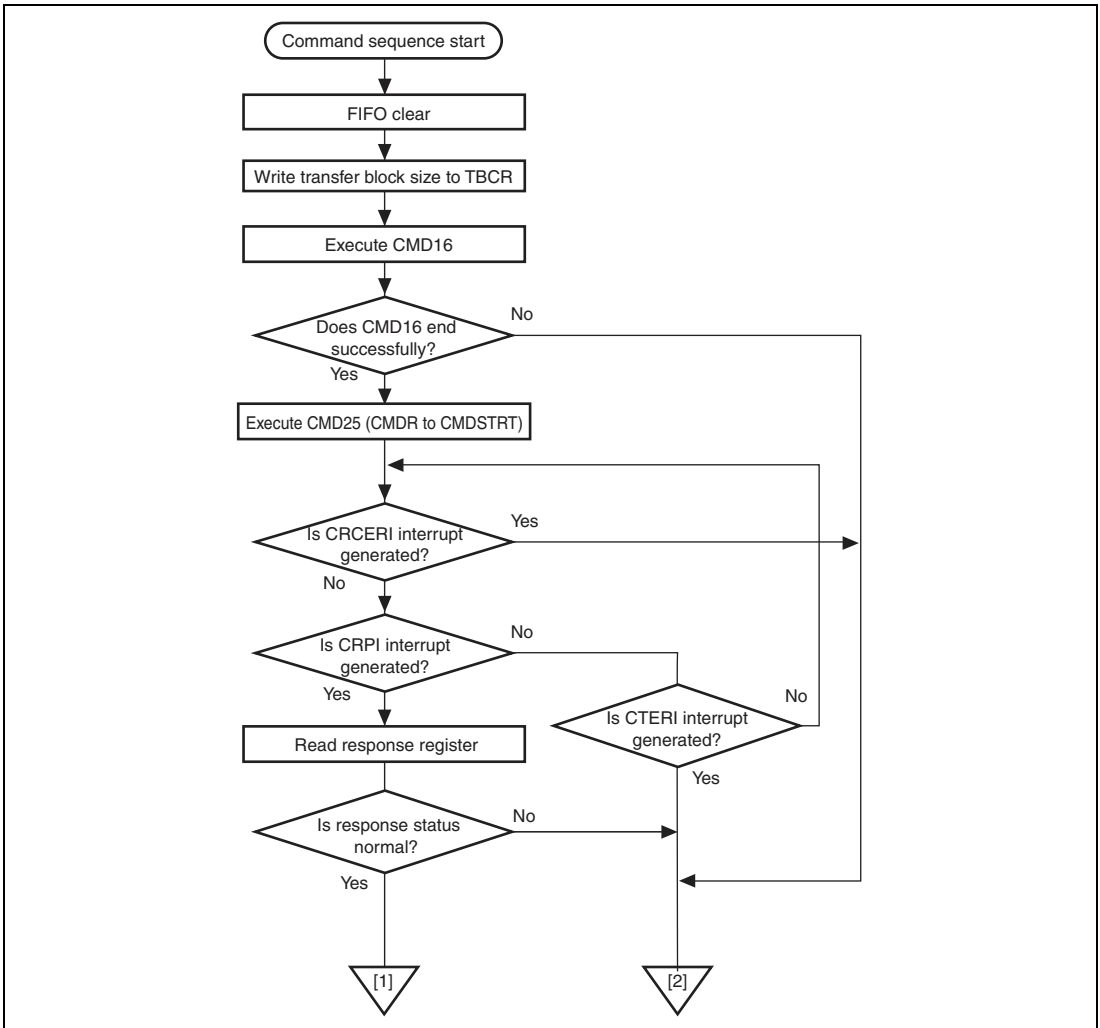 Command sequence start
FIFO clear
Write transfer block size to TBCR
Execute CMD16
Does CMD16 end
successfully?
No
Yes
Execute CMD25 (CMDR to CMDSTRT)
Is CRCERI interrupt
generated?
Yes
No
Is CRPI interrupt
generated?
No
Yes
Is CTERI interrupt
generated?
No
Yes
Read response register
Is response status
normal?
No
Yes
[1]
[2]